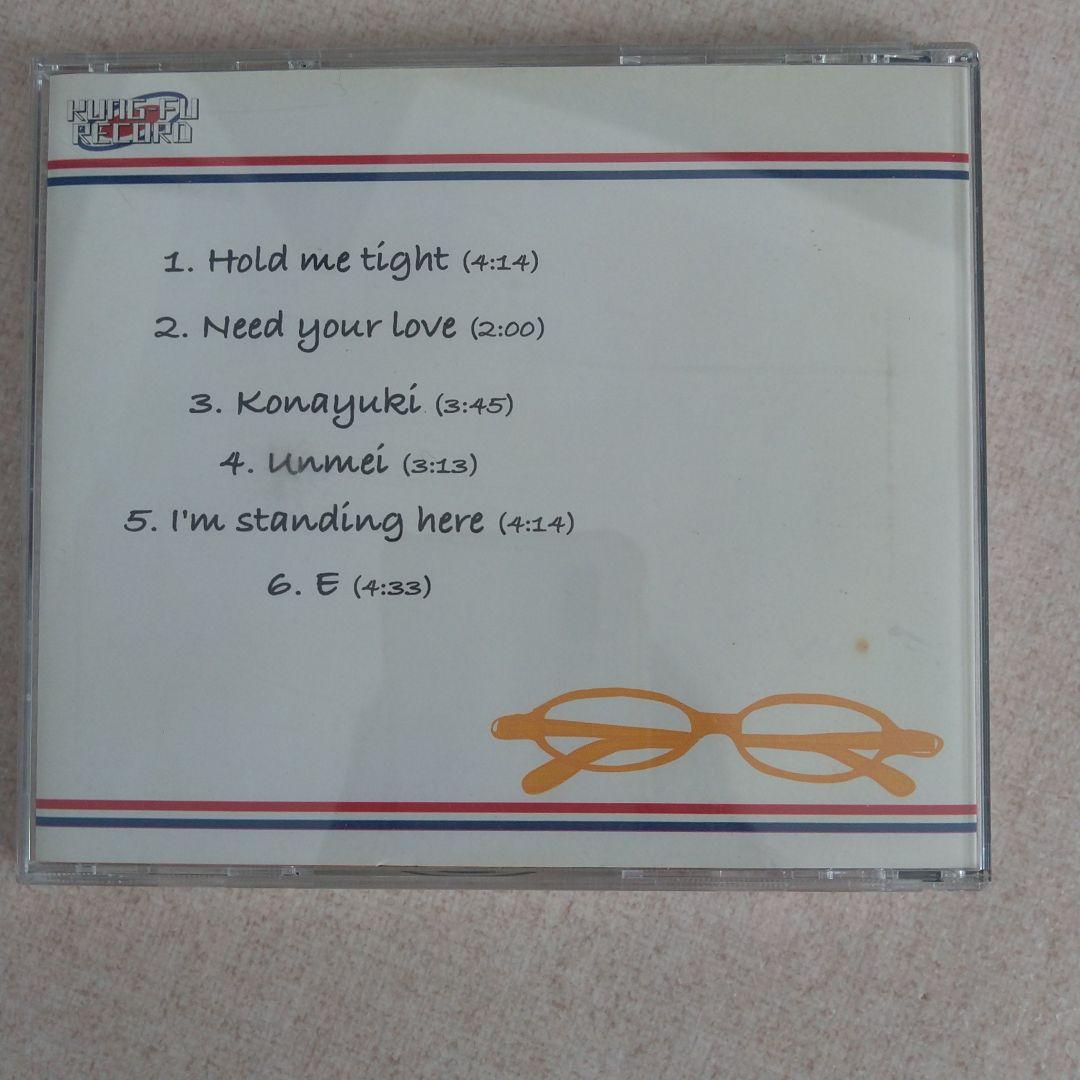 KUNG-FU
RECORD
1. Hold me tight (4:14)
2. Need your love (2:00)
3. Konayuki (3:45)
4. Unmei (3:13)
5. I'm standing here (4:14)
6. E (4:33)